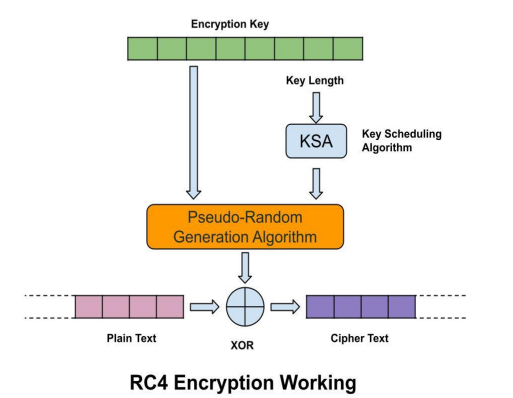 Encryption Key
Key Length
KSA
Key Scheduling
Algorithm
Pseudo-Random
Generation Algorithm
Plain Text
XOR
Cipher Text
RC4 Encryption Working